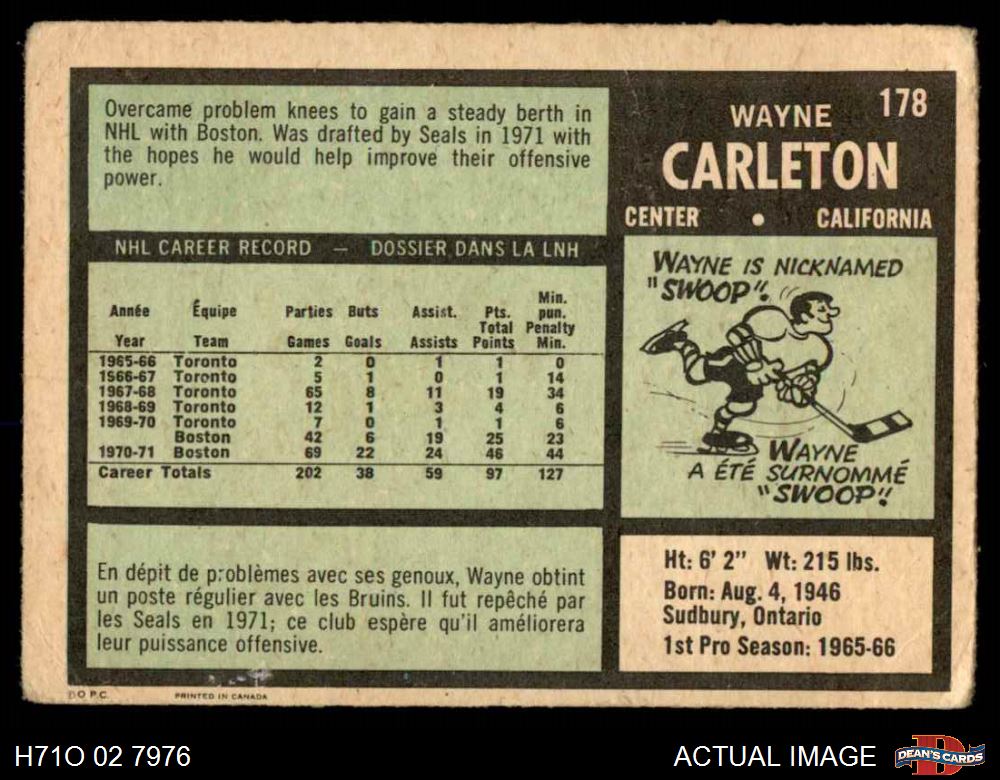 Overcame problem knees to gain a steady berth in
NHL with Boston. Was drafted by Seals in 1971 with
the hopes he would help improve their offensive
power.
178
WAYNE
CARLETON
CENTER • CALIFORNIA
NHL CAREER RECORD — DOSSIER DANS LA LNH
Année Équipe Parties Buts Assist. Pts. Min. pun.
Year Team Games Goals Assists Total Points Penalty Min.
1965-66 Toronto 2 0 1 1 0
1966-67 Toronto 5 1 0 1 14
1967-68 Toronto 65 8 11 19 34
1968-69 Toronto 12 1 3 4 6
1969-70 Toronto 7 0 1 1 6
Boston 42 6 19 25 23
1970-71 Boston 69 22 24 46 44
Career Totals 202 38 59 97 127
WAYNE IS NICKNAMED
"SWOOP".
WAYNE
A ÉTÉ SURNOMMÉ
"SWOOP"!
En dépit de problèmes avec ses genoux, Wayne obtint
un poste régulier avec les Bruins. Il fut repêché par
les Seals en 1971; ce club espère qu'il améliorera
leur puissance offensive.
Ht: 6' 2" Wt: 215 lbs.
Born: Aug. 4, 1946
Sudbury, Ontario
1st Pro Season: 1965-66
O.P.C. PRINTED IN CANADA
H71O 02 7976
ACTUAL IMAGE
DEAN'S CARDS